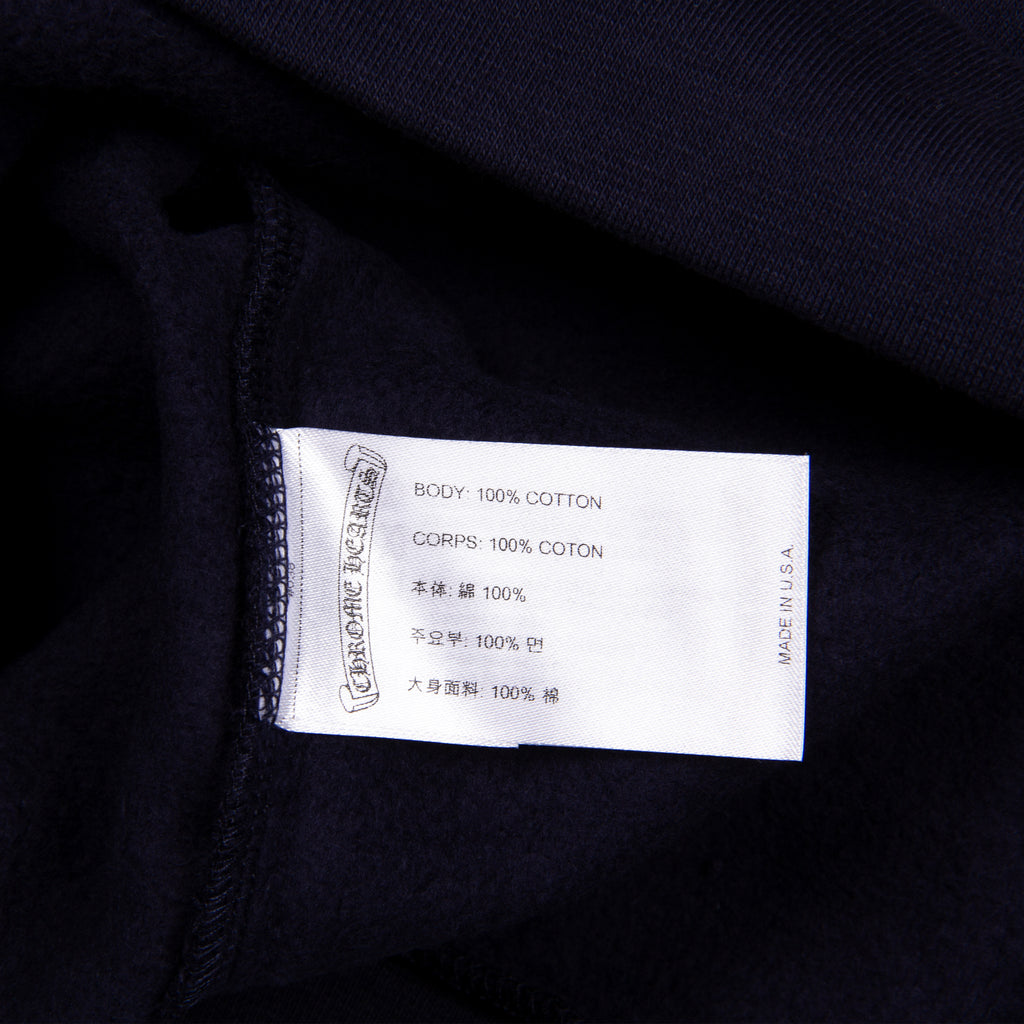 CHROME HEARTS
BODY: 100% COTTON
CORPS: 100% COTON
本体: 綿 100%
주요부: 100% 면
大身面料: 100% 棉
MADE IN U.S.A.